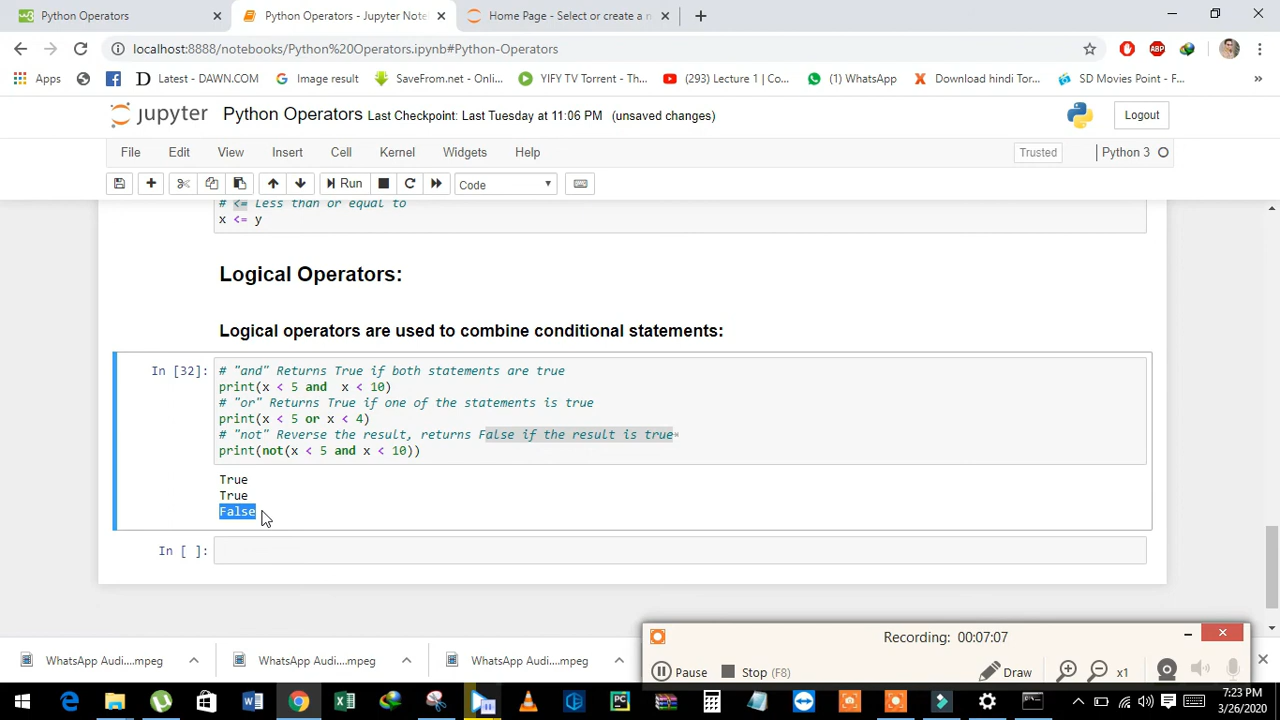 Python Operators
Python Operators - Jupyter Note
Home Page - Select or create a n
localhost:8888/notebooks/Python%20Operators.ipynb#Python-Operators
Apps
Latest - DAWN.COM
Image result
SaveFrom.net - Onli...
YIFY TV Torrent - Th...
(293) Lecture 1 | Co...
(1) WhatsApp
Download hindi Tor...
SD Movies Point - F...
»
jupyter Python Operators Last Checkpoint: Last Tuesday at 11:06 PM (unsaved changes)
Logout
File Edit View Insert Cell Kernel Widgets Help
Trusted
Python 3
Run
Code
# <= Less than or equal to
x <= y
Logical Operators:
Logical operators are used to combine conditional statements:
In [32]:
# "and" Returns True if both statements are true
print(x < 5 and  x < 10)
# "or" Returns True if one of the statements is true
print(x < 5 or x < 4)
# "not" Reverse the result, returns False if the result is true
print(not(x < 5 and x < 10))
True
True
False
In [ ]:
Recording: 00:07:07
WhatsApp Audi....mpeg
WhatsApp Audi....mpeg
WhatsApp Audi....mpeg
Pause
Stop (F8)
Draw
x1
7:23 PM
3/26/2020